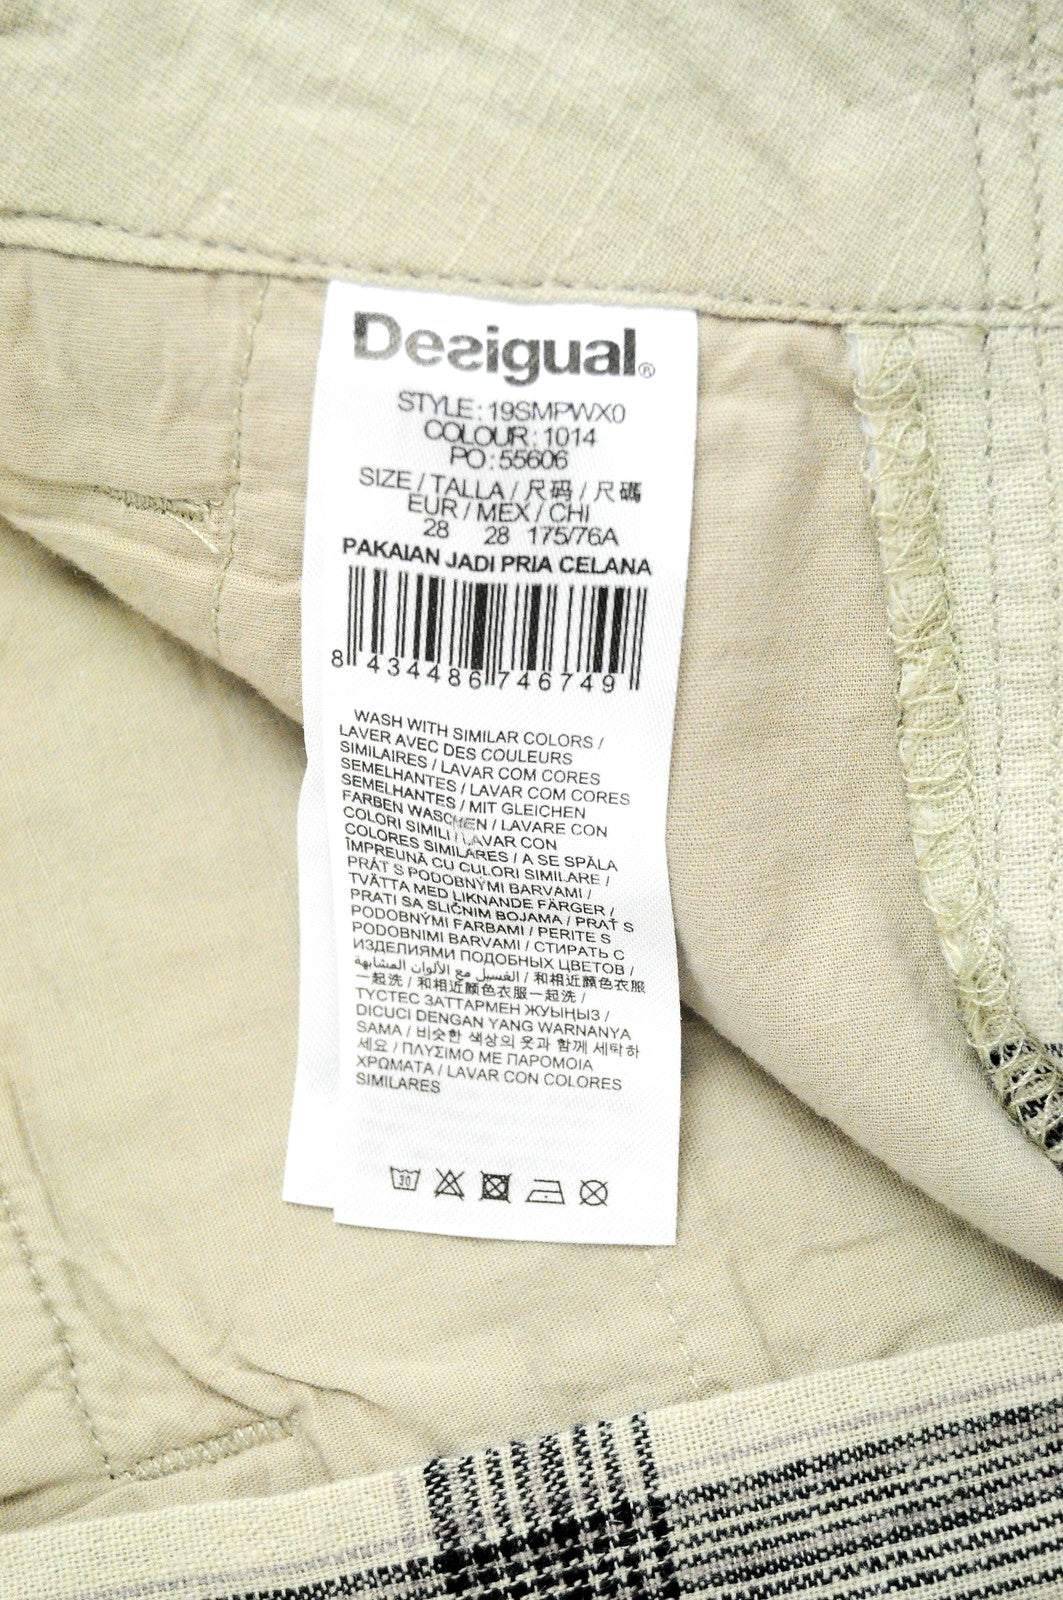 Desigual®
STYLE : 19SMPWX0
COLOUR : 1014
PO : 55606
SIZE / TALLA / 尺码 / 尺碼
EUR / MEX / CHI
28 28 175/76A
PAKAIAN JADI PRIA CELANA
8 434486 746749
WASH WITH SIMILAR COLORS /
LAVER AVEC DES COULEURS
SIMILAIRES / LAVAR COM CORES
SEMELHANTES / LAVAR COM CORES
SEMELHANTES / MIT GLEICHEN
FARBEN WASCHEN / LAVARE CON
COLORI SIMILI / LAVAR CON
COLORES SIMILARES / A SE SPĂLA
ÎMPREUNĂ CU CULORI SIMILARE /
PRÁT S PODOBNÝMI BARVAMI /
TVÄTTA MED LIKNANDE FÄRGER /
PRATI SA SLIČNIM BOJAMA / PRAŤ S
PODOBNÝMI FARBAMI / PERITE S
PODOBNIMI BARVAMI / СТИРАТЬ С
ИЗДЕЛИЯМИ ПОДОБНЫХ ЦВЕТОВ /
الغسيل مع الألوان المشابهة / 和相近颜色衣服
一起洗 / 和相近顏色衣服一起洗 /
ТҮСТЕС ЗАТТАРМЕН ЖУЫҢЫЗ /
DICUCI DENGAN YANG WARNANYA
SAMA / 비슷한 색상의 옷과 함께 세탁하
세요 / ΠΛΥΣΙΜΟ ΜΕ ΠΑΡΟΜΟΙΑ
ΧΡΩΜΑΤΑ / LAVAR CON COLORES
SIMILARES
30